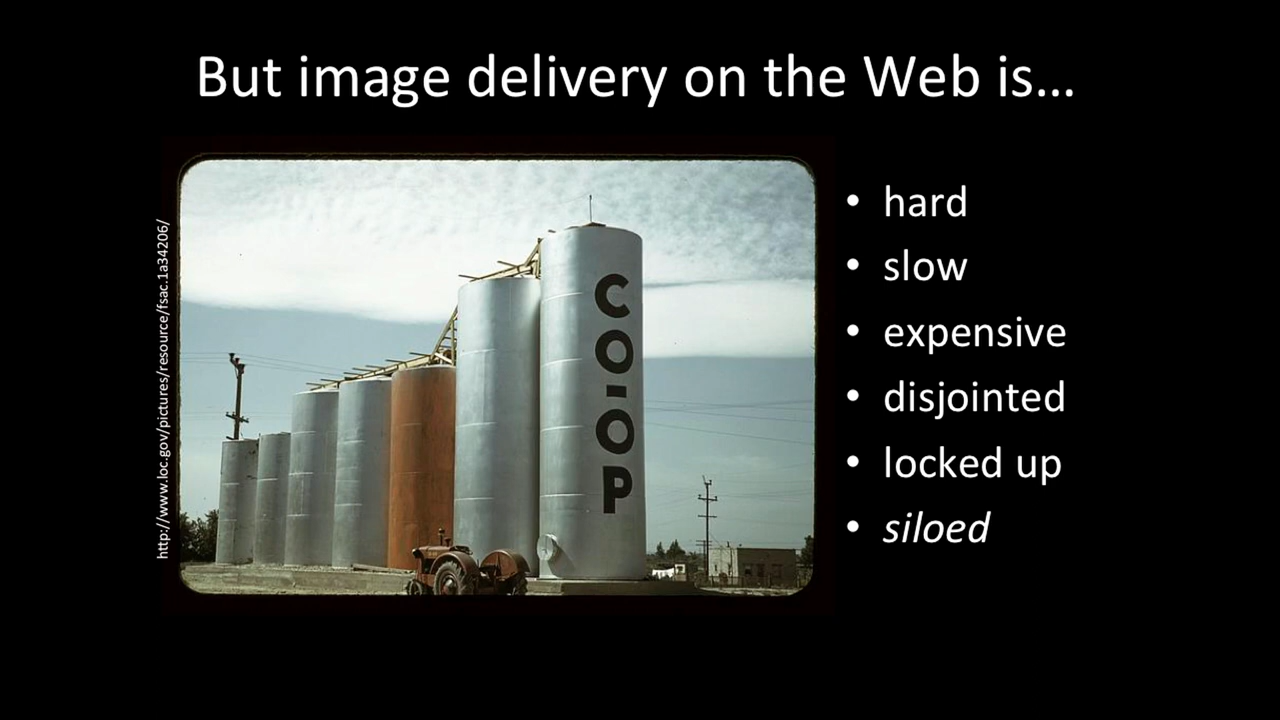 But image delivery on the Web is...
http://www.loc.gov/pictures/resource/fsac.1a34206/
CO-OP
• hard
• slow
• expensive
• disjointed
• locked up
• siloed